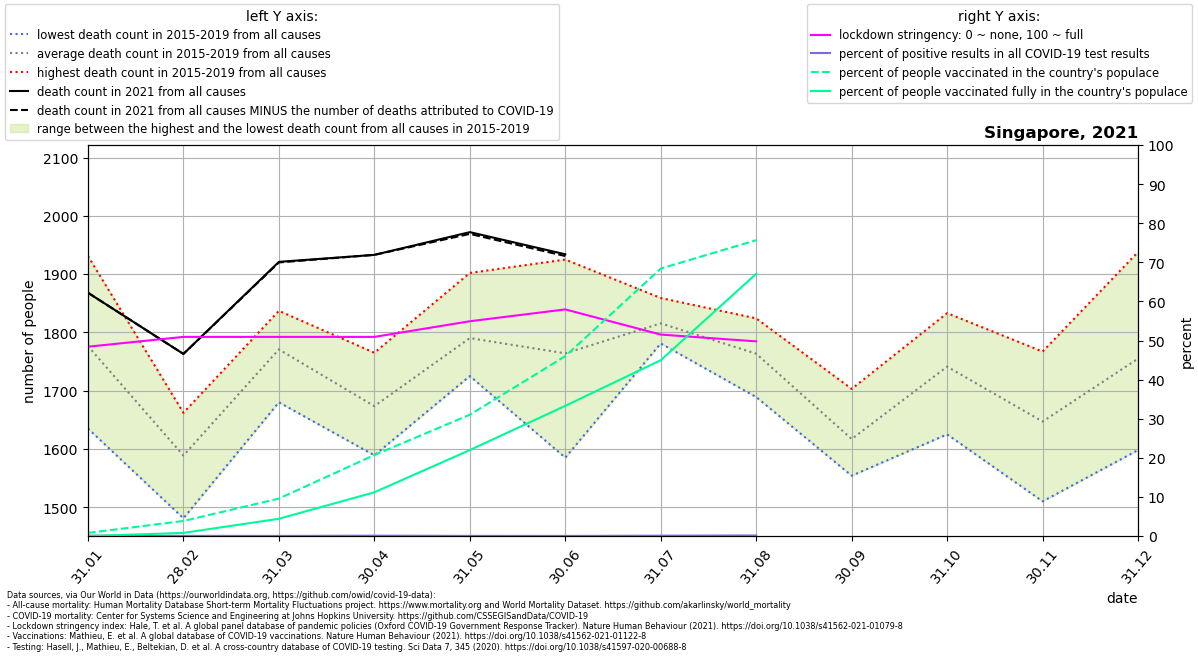 left Y axis:
lowest death count in 2015-2019 from all causes
average death count in 2015-2019 from all causes
highest death count in 2015-2019 from all causes
death count in 2021 from all causes
death count in 2021 from all causes MINUS the number of deaths attributed to COVID-19
range between the highest and the lowest death count from all causes in 2015-2019
right Y axis:
lockdown stringency: 0 ~ none, 100 ~ full
percent of positive results in all COVID-19 test results
percent of people vaccinated in the country's populace
percent of people vaccinated fully in the country's populace
Singapore, 2021
number of people
2100
2000
1900
1800
1700
1600
1500
100
90
80
70
60
50
40
30
20
10
0
percent
31.01
28.02
31.03
30.04
31.05
30.06
31.07
31.08
30.09
31.10
30.11
31.12
date
Data sources, via Our World in Data (https://ourworldindata.org, https://github.com/owid/covid-19-data):
- All-cause mortality: Human Mortality Database Short-term Mortality Fluctuations project. https://www.mortality.org and World Mortality Dataset. https://github.com/akarlinsky/world_mortality
- COVID-19 mortality: Center for Systems Science and Engineering at Johns Hopkins University. https://github.com/CSSEGISandData/COVID-19
- Lockdown stringency index: Hale, T. et al. A global panel database of pandemic policies (Oxford COVID-19 Government Response Tracker). Nature Human Behaviour (2021). https://doi.org/10.1038/s41562-021-01079-8
- Vaccinations: Mathieu, E. et al. A global database of COVID-19 vaccinations. Nature Human Behaviour (2021). https://doi.org/10.1038/s41562-021-01122-8
- Testing: Hasell, J., Mathieu, E., Beltekian, D. et al. A cross-country database of COVID-19 testing. Sci Data 7, 345 (2020). https://doi.org/10.1038/s41597-020-00688-8